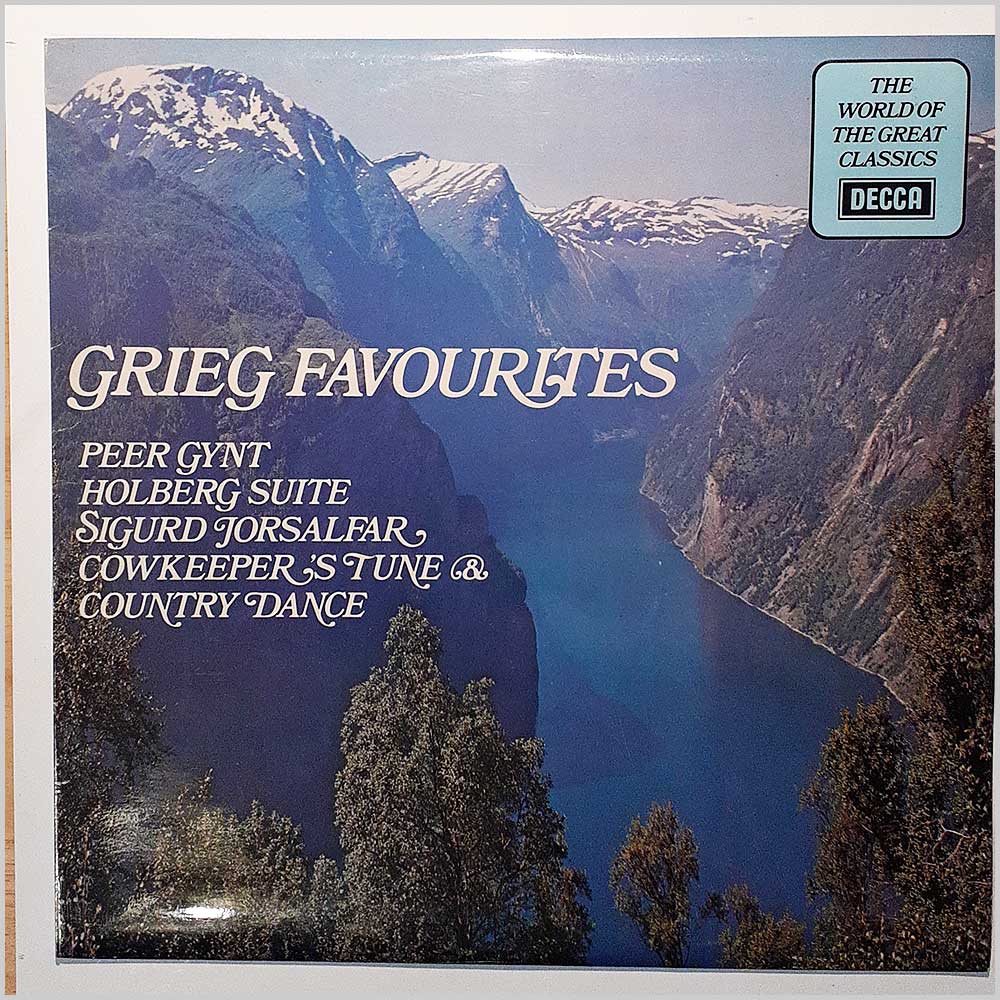 THE
WORLD OF
THE GREAT
CLASSICS
DECCA
GRIEG FAVOURITES
PEER GYNT
HOLBERG SUITE
SIGURD JORSALFAR,
COWKEEPER'S TUNE &
COUNTRY DANCE